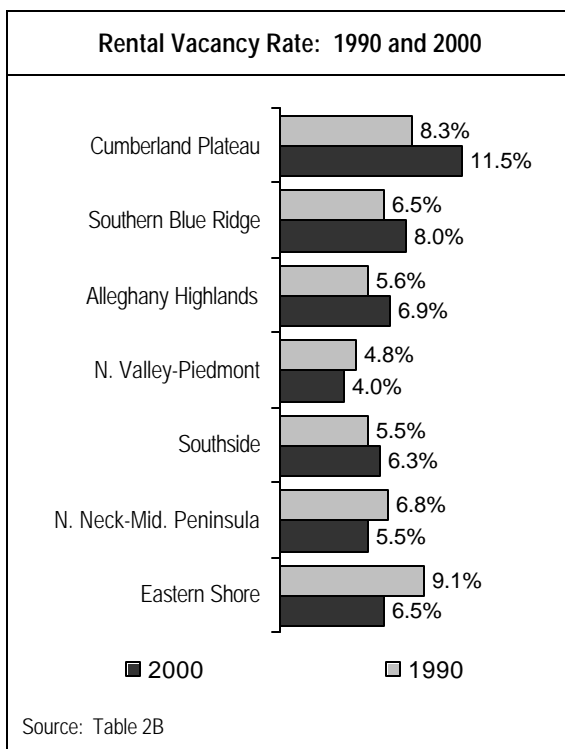 Rental Vacancy Rate: 1990 and 2000
Cumberland Plateau
8.3%
11.5%
Southern Blue Ridge
6.5%
8.0%
Alleghany Highlands
5.6%
6.9%
N. Valley-Piedmont
4.8%
4.0%
Southside
5.5%
6.3%
N. Neck-Mid. Peninsula
6.8%
5.5%
Eastern Shore
9.1%
6.5%
2000 1990
Source: Table 2B